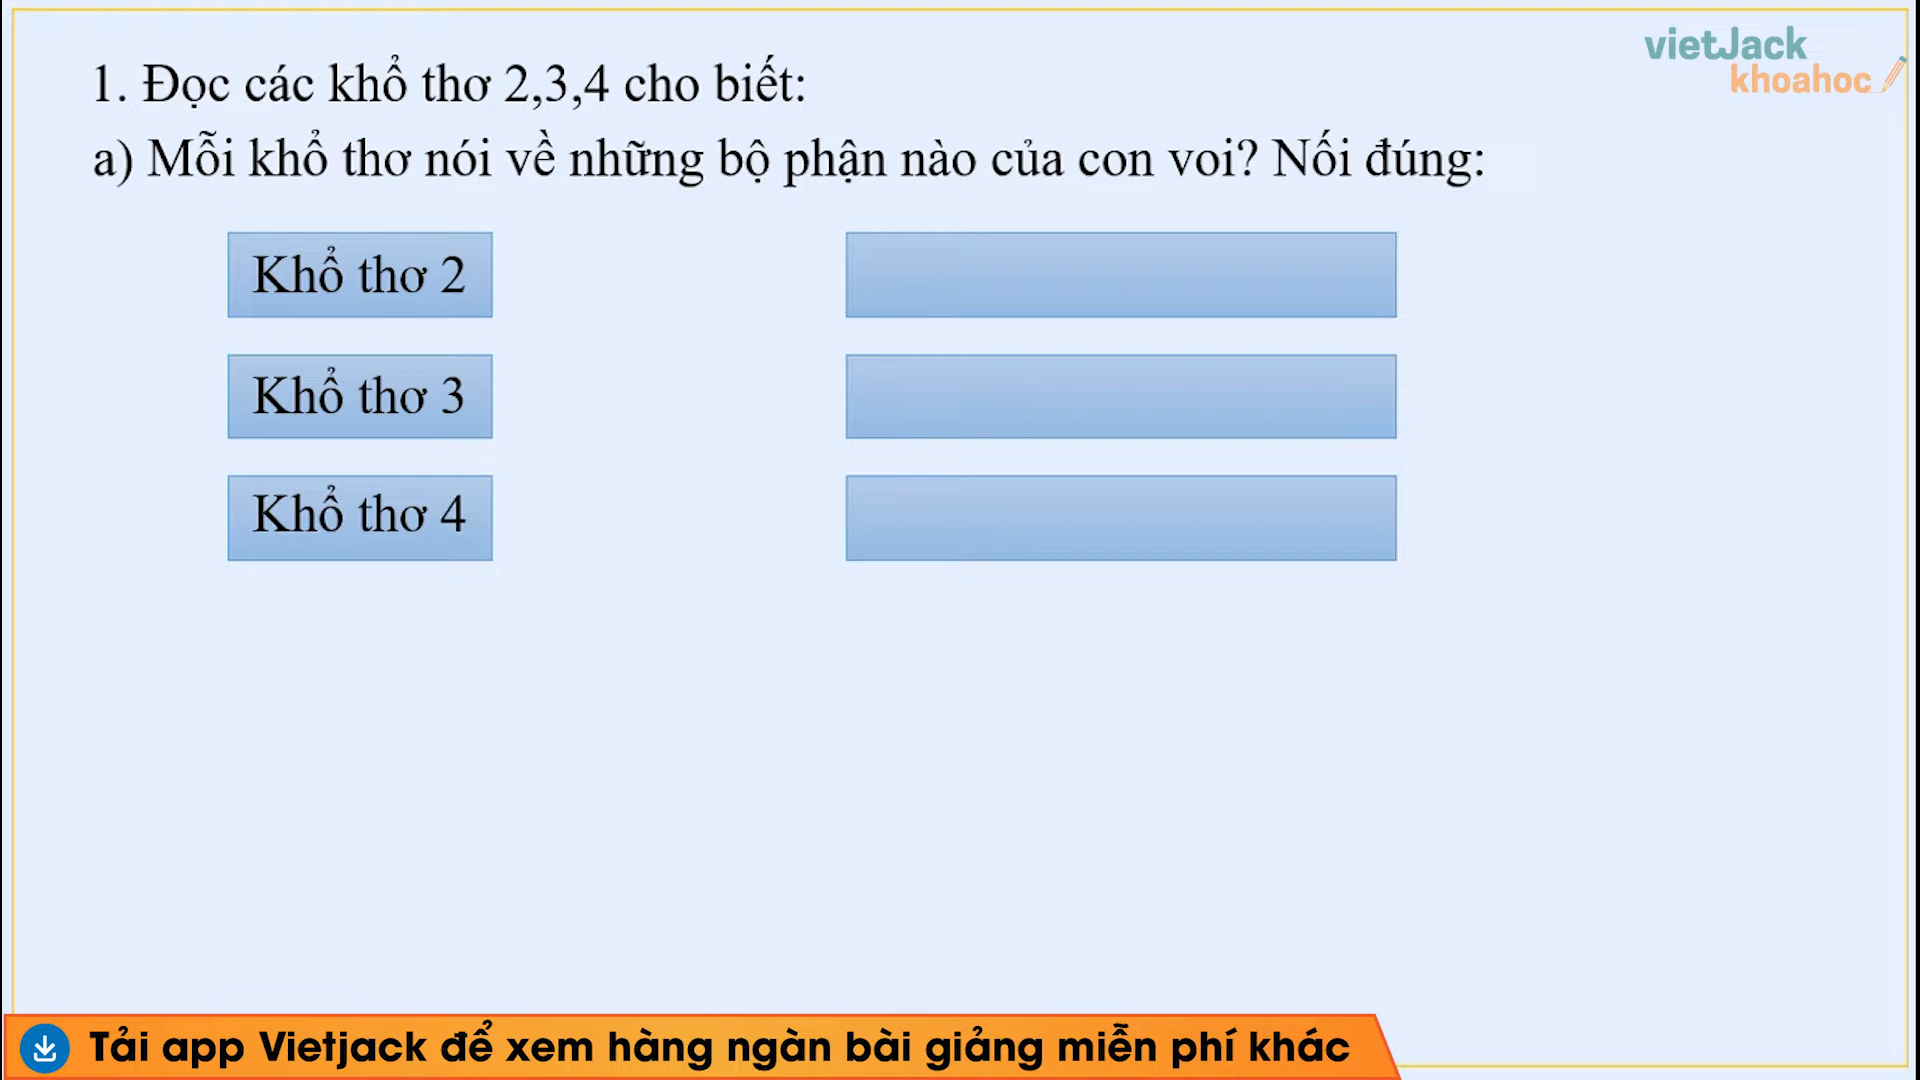 vietJack
khoahoc
1. Đọc các khổ thơ 2,3,4 cho biết:
a) Mỗi khổ thơ nói về những bộ phận nào của con voi? Nối đúng:
Khổ thơ 2
Khổ thơ 3
Khổ thơ 4
Tải app Vietjack để xem hàng ngàn bài giảng miễn phí khác